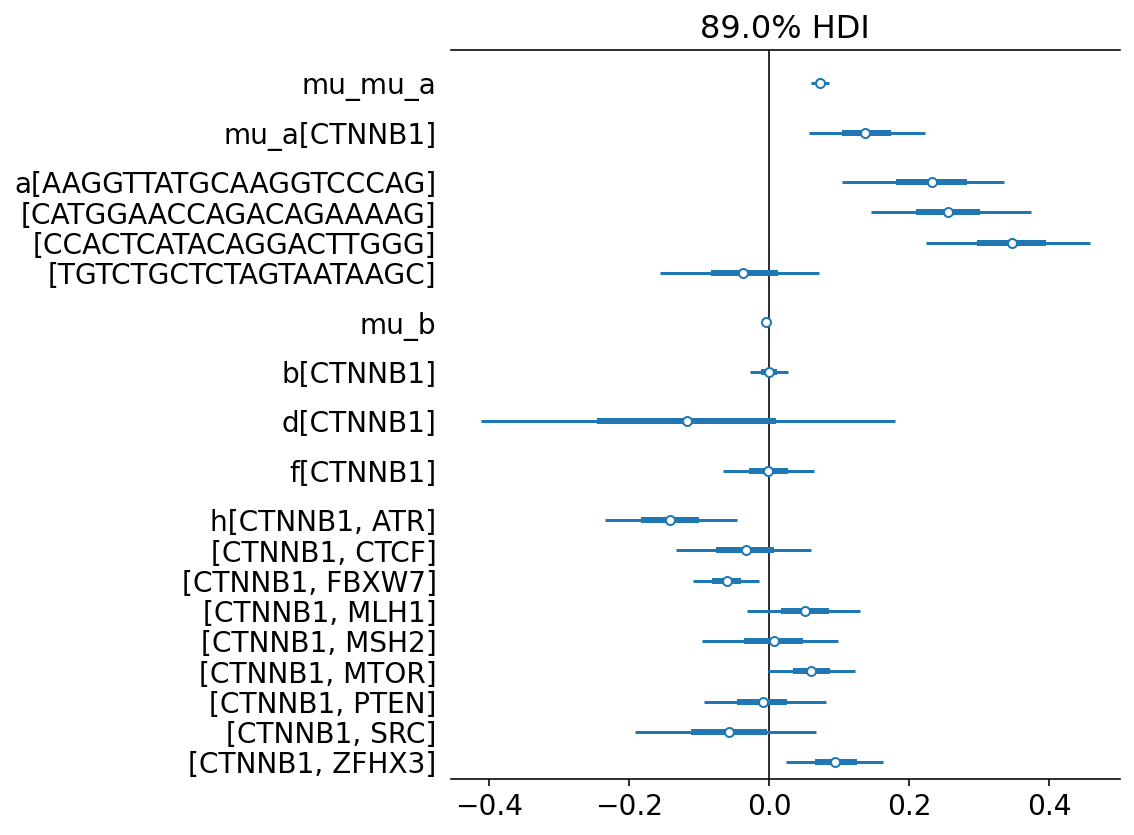 89.0% HDI
mu_mu_a
mu_a[CTNNB1]
a[AAGGTTATGCAAGGTCCCAG]
[CATGGAACCAGACAGAAAAG]
[CCACTCATACAGGACTTGGG]
[TGTCTGCTCTAGTAATAAGC]
mu_b
b[CTNNB1]
d[CTNNB1]
f[CTNNB1]
h[CTNNB1, ATR]
[CTNNB1, CTCF]
[CTNNB1, FBXW7]
[CTNNB1, MLH1]
[CTNNB1, MSH2]
[CTNNB1, MTOR]
[CTNNB1, PTEN]
[CTNNB1, SRC]
[CTNNB1, ZFHX3]
−0.4 −0.2 0.0 0.2 0.4